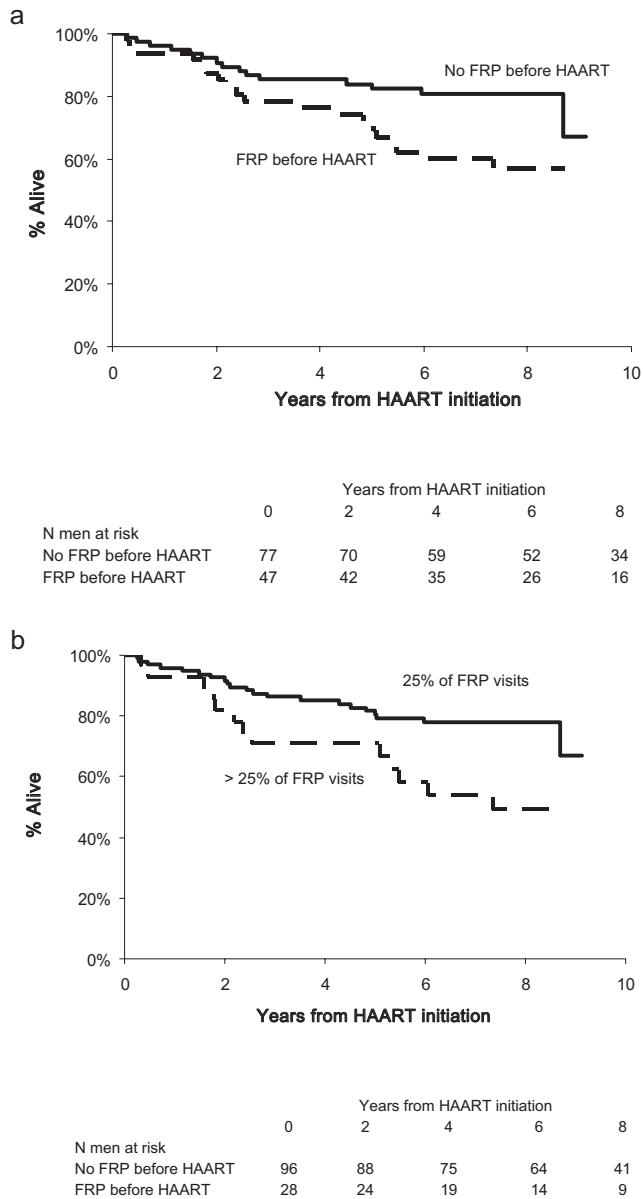 a
100%
80%
60%
40%
20%
0%
% Alive
No FRP before HAART
FRP before HAART
0 2 4 6 8 10
Years from HAART initiation
Years from HAART initiation
0 2 4 6 8
N men at risk
No FRP before HAART 77 70 59 52 34
FRP before HAART 47 42 35 26 16
b
100%
80%
60%
40%
20%
0%
% Alive
25% of FRP visits
> 25% of FRP visits
0 2 4 6 8 10
Years from HAART initiation
Years from HAART initiation
0 2 4 6 8
N men at risk
No FRP before HAART 96 88 75 64 41
FRP before HAART 28 24 19 14 9